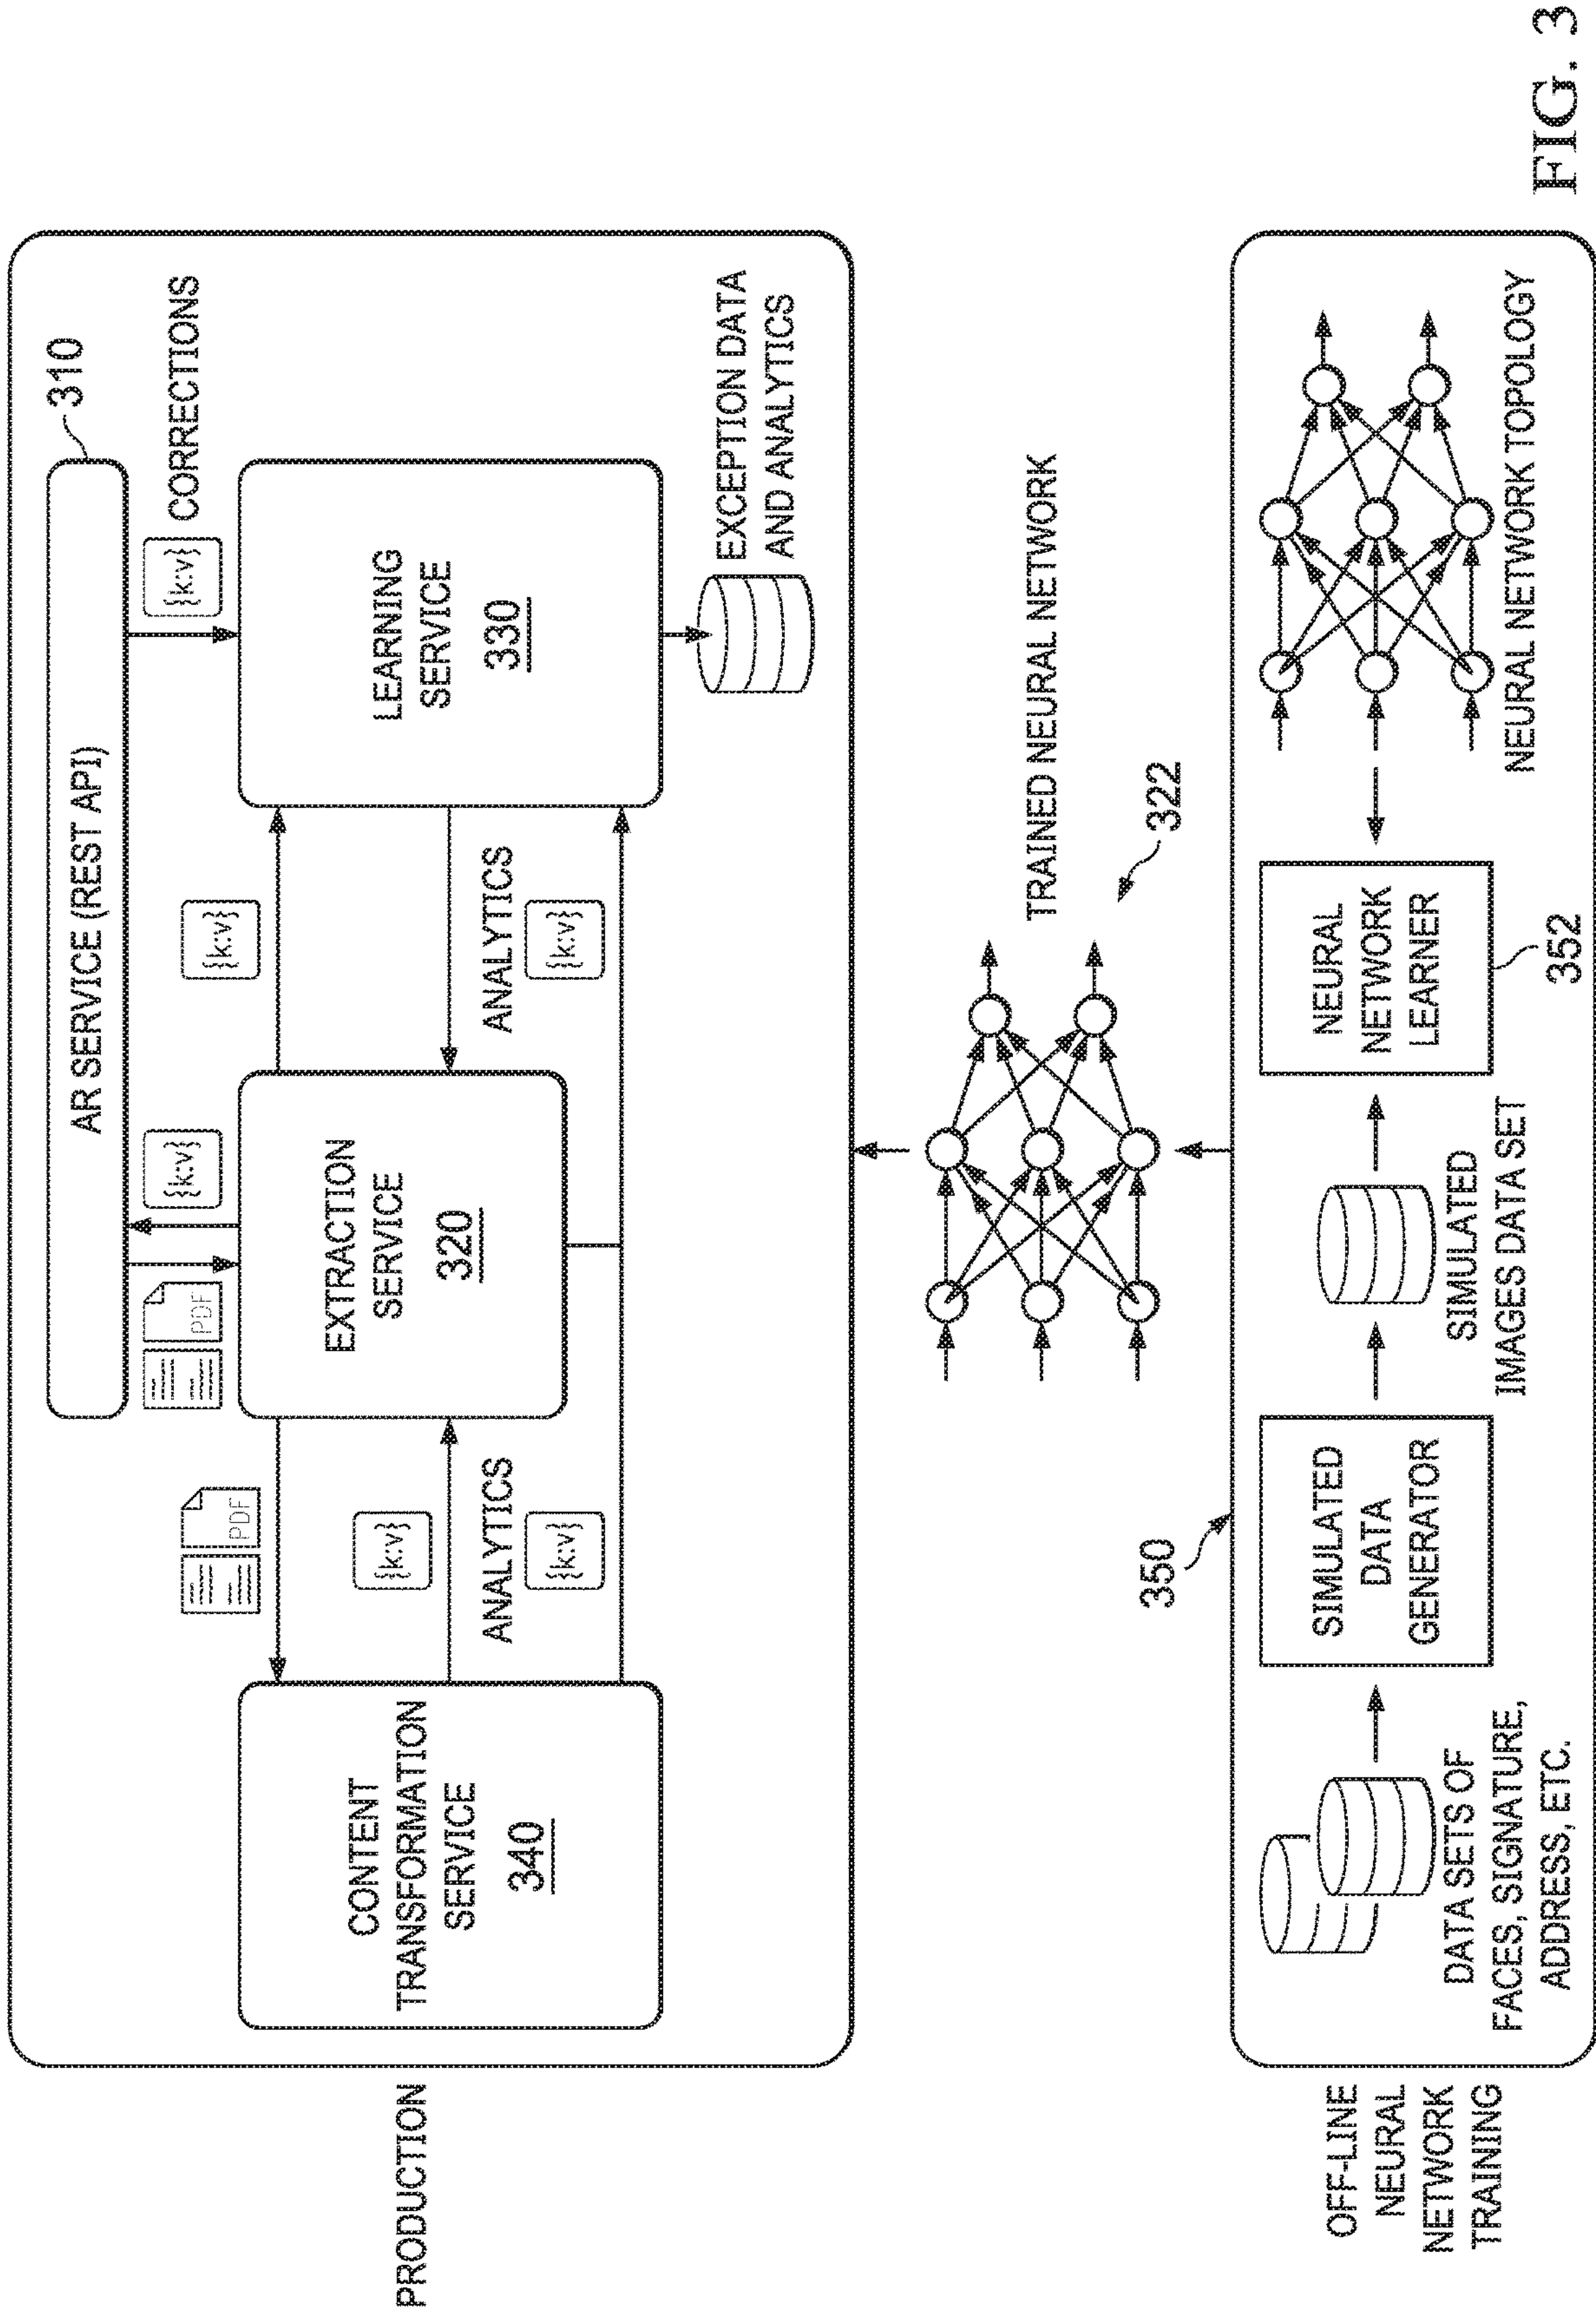 PRODUCTION
AR SERVICE (REST API)
310
PDF
{k:v}
{k:v}
CORRECTIONS
PDF
{k:v}
CONTENT
TRANSFORMATION
SERVICE
340
{k:v}
ANALYTICS
{k:v}
EXTRACTION
SERVICE
320
ANALYTICS
{k:v}
LEARNING
SERVICE
330
EXCEPTION DATA
AND ANALYTICS
TRAINED NEURAL NETWORK
322
350
OFF-LINE
NEURAL
NETWORK
TRAINING
DATA SETS OF
FACES, SIGNATURE,
ADDRESS, ETC.
SIMULATED
DATA
GENERATOR
SIMULATED
IMAGES DATA SET
NEURAL
NETWORK
LEARNER
352
NEURAL NETWORK TOPOLOGY
FIG. 3